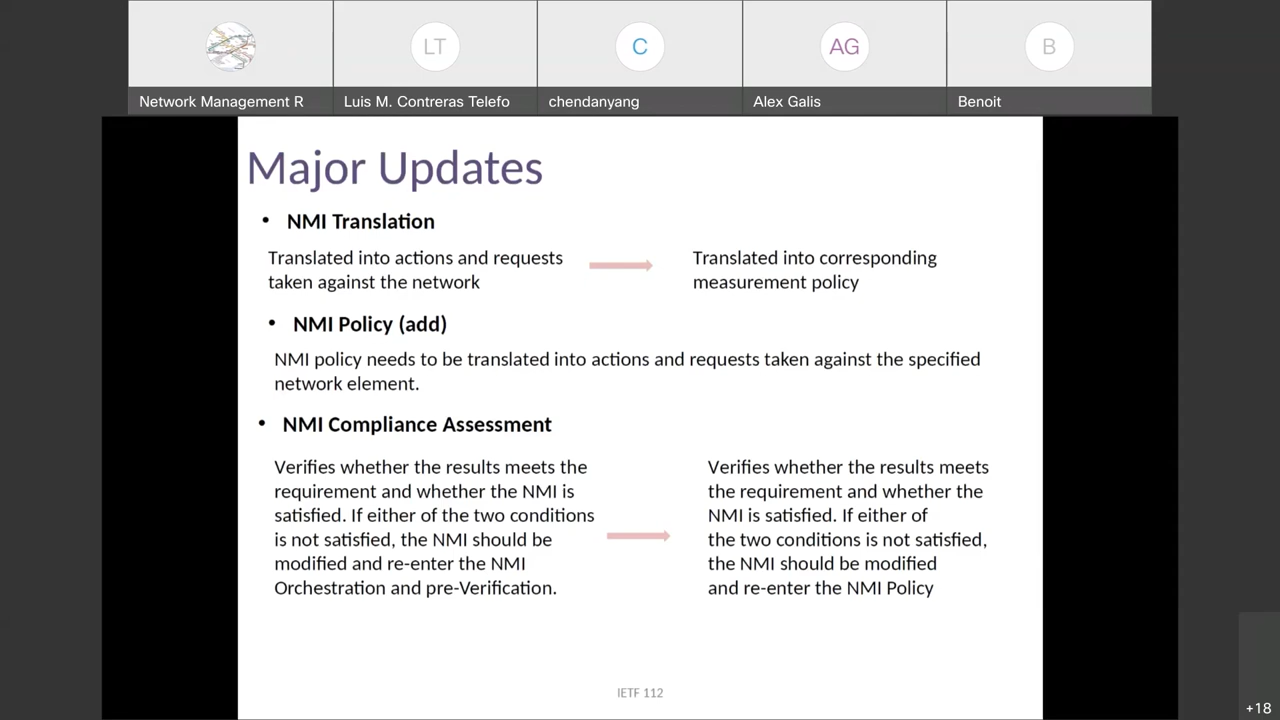 LT
C
AG
B
Network Management R
Luis M. Contreras Telefo
chendanyang
Alex Galis
Benoit
Major Updates
• NMI Translation
Translated into actions and requests
taken against the network
Translated into corresponding
measurement policy
• NMI Policy (add)
NMI policy needs to be translated into actions and requests taken against the specified
network element.
• NMI Compliance Assessment
Verifies whether the results meets the
requirement and whether the NMI is
satisfied. If either of the two conditions
is not satisfied, the NMI should be
modified and re-enter the NMI
Orchestration and pre-Verification.
Verifies whether the results meets
the requirement and whether the
NMI is satisfied. If either of
the two conditions is not satisfied,
the NMI should be modified
and re-enter the NMI Policy
IETF 112
+18